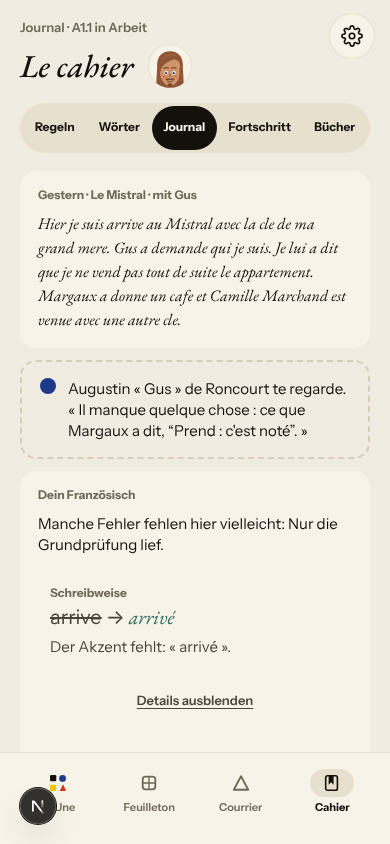 Journal · A1.1 in Arbeit
Le cahier
Regeln Wörter Journal Fortschritt Bücher
Gestern · Le Mistral · mit Gus
Hier je suis arrive au Mistral avec la cle de ma
grand mere. Gus a demande qui je suis. Je lui a dit
que je ne vend pas tout de suite le appartement.
Margaux a donne un cafe et Camille Marchand est
venue avec une autre cle.
Augustin « Gus » de Roncourt te regarde.
« Il manque quelque chose : ce que
Margaux a dit, “Prend : c'est noté”. »
Dein Französisch
Manche Fehler fehlen hier vielleicht: Nur die
Grundprüfung lief.
Schreibweise
arrive → arrivé
Der Akzent fehlt: « arrivé ».
Details ausblenden
N
Une Feuilleton Courrier Cahier